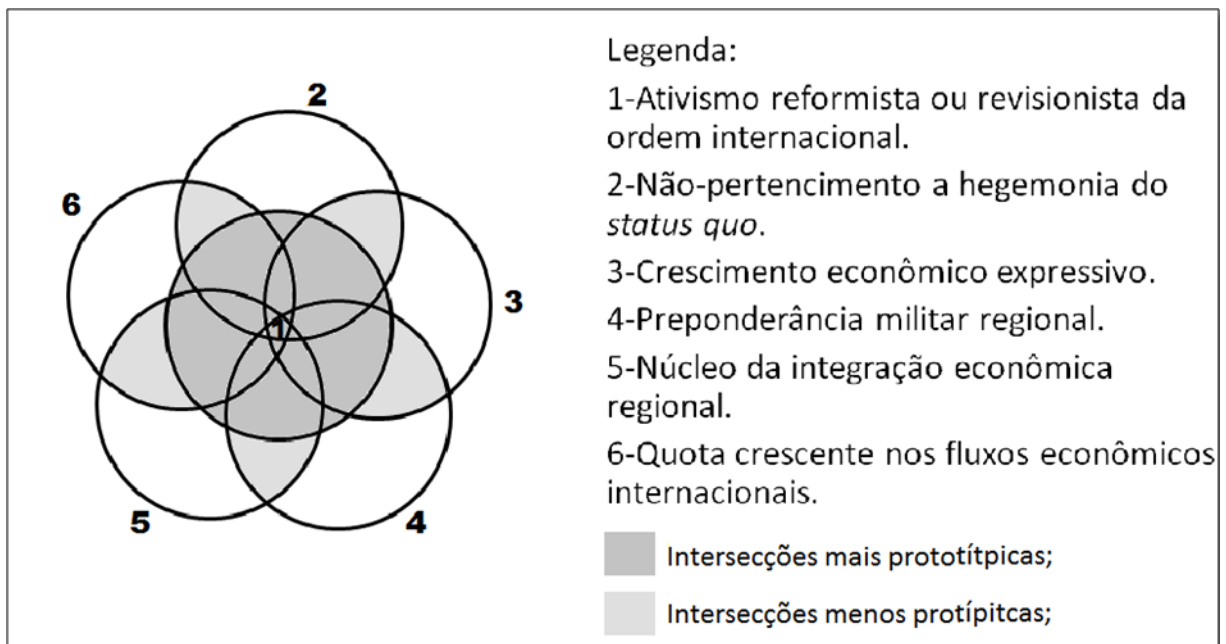 2
6
3
1
5
4
Legenda:
1-Ativismo reformista ou revisionista da
ordem internacional.
2-Não-pertencimento a hegemonia do
status quo.
3-Crescimento econômico expressivo.
4-Preponderância militar regional.
5-Núcleo da integração econômica
regional.
6-Quota crescente nos fluxos econômicos
internacionais.
Intersecções mais prototítpicas;
Intersecções menos protípitcas;